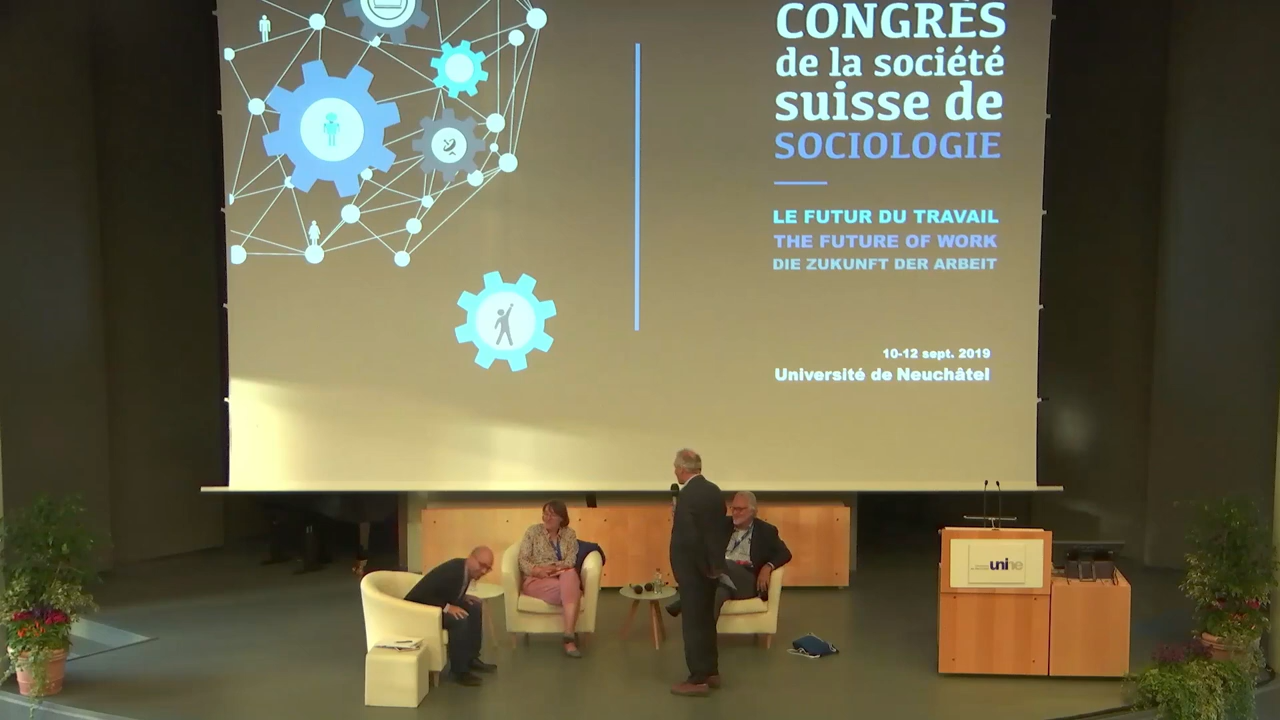 CONGRÈS
de la société
suisse de
SOCIOLOGIE
LE FUTUR DU TRAVAIL
THE FUTURE OF WORK
DIE ZUKUNFT DER ARBEIT
10-12 sept. 2019
Université de Neuchâtel
unine